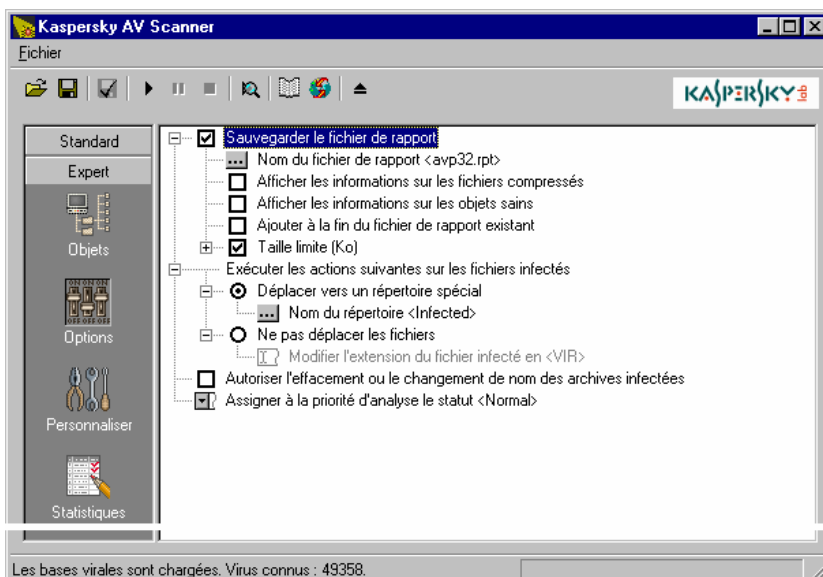 Kaspersky AV Scanner
Fichier
KASPERSKY lab
Standard
Expert
Objets
Options
Personnaliser
Statistiques
Sauvegarder le fichier de rapport
Nom du fichier de rapport <avp32.rpt>
Afficher les informations sur les fichiers compressés
Afficher les informations sur les objets sains
Ajouter à la fin du fichier de rapport existant
Taille limite (Ko)
Exécuter les actions suivantes sur les fichiers infectés
Déplacer vers un répertoire spécial
Nom du répertoire <Infected>
Ne pas déplacer les fichiers
Modifier l'extension du fichier infecté en <VIR>
Autoriser l'effacement ou le changement de nom des archives infectées
Assigner à la priorité d'analyse le statut <Normal>
Les bases virales sont chargées. Virus connus : 49358.